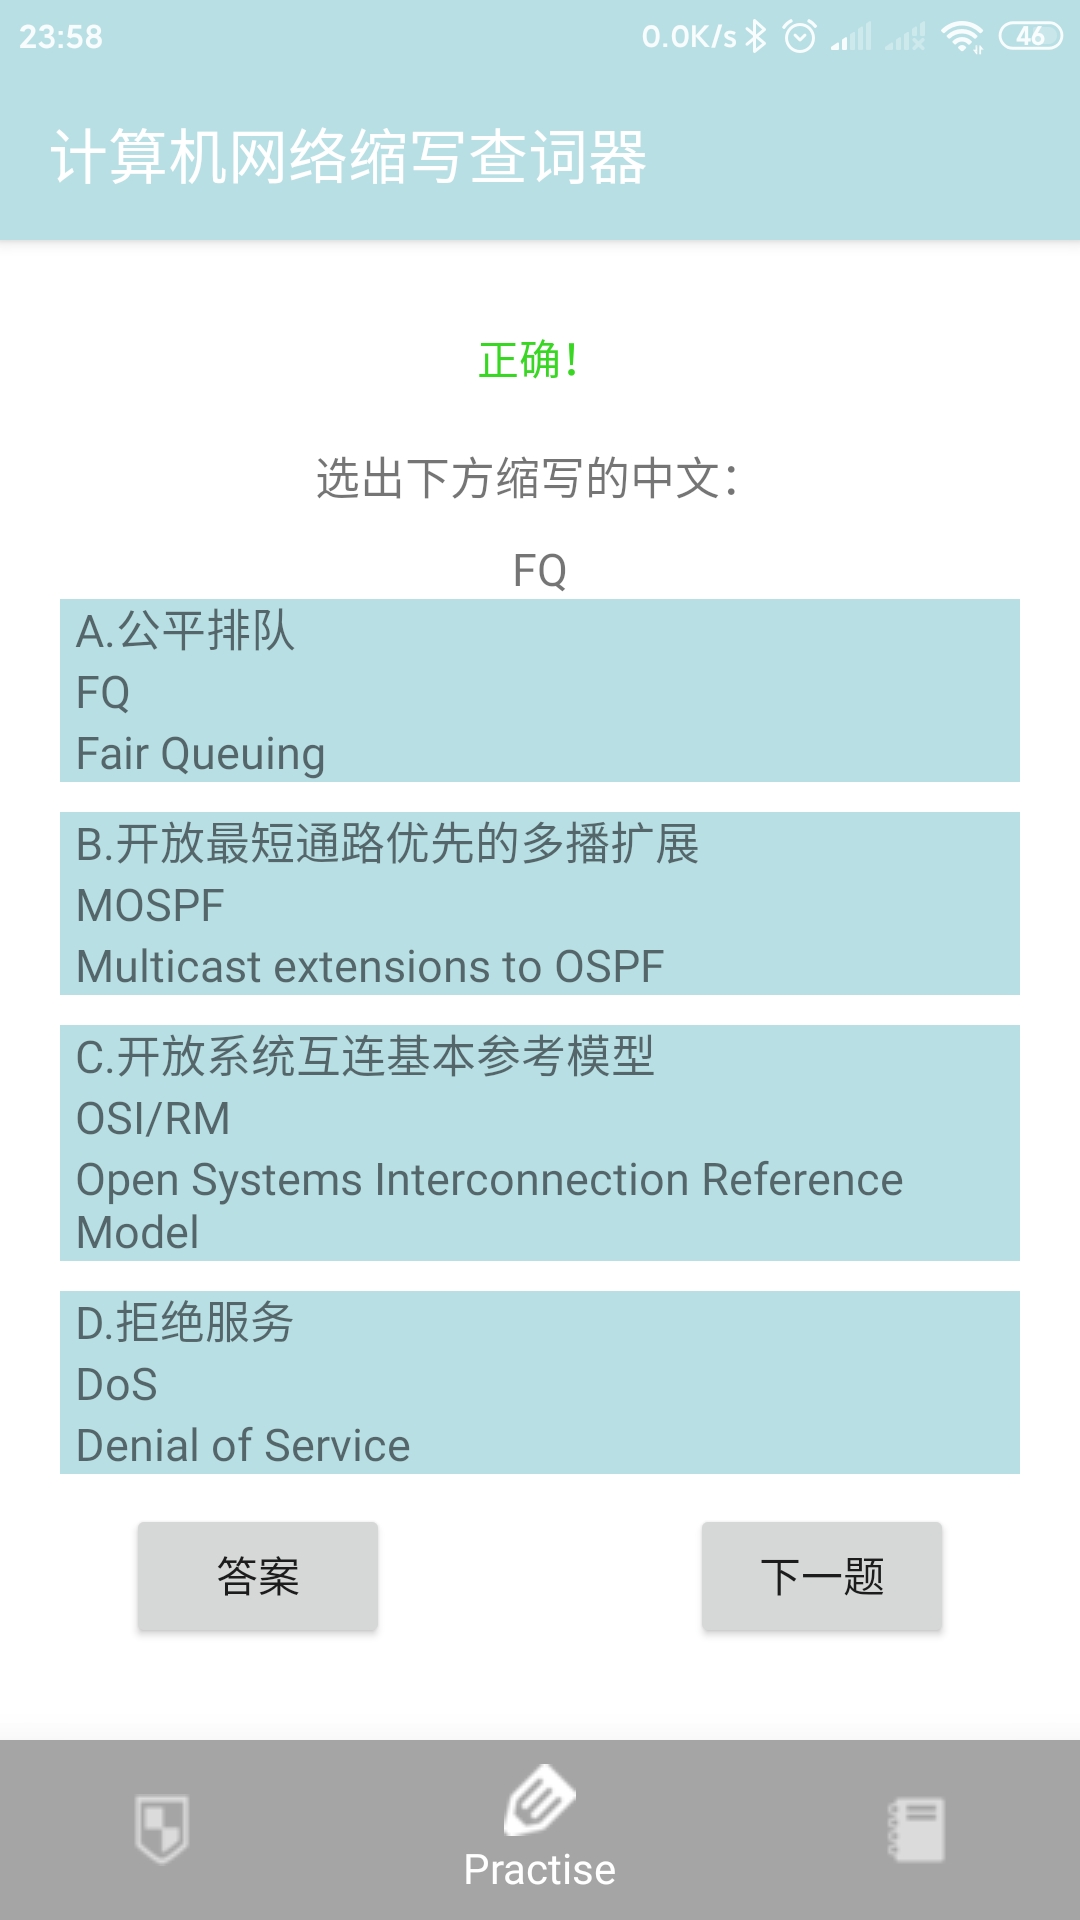 23:58
0.0K/s
46
计算机网络缩写查词器
正确！
选出下方缩写的中文：
FQ
A.公平排队
FQ
Fair Queuing
B.开放最短通路优先的多播扩展
MOSPF
Multicast extensions to OSPF
C.开放系统互连基本参考模型
OSI/RM
Open Systems Interconnection Reference
Model
D.拒绝服务
DoS
Denial of Service
答案
下一题
Practise